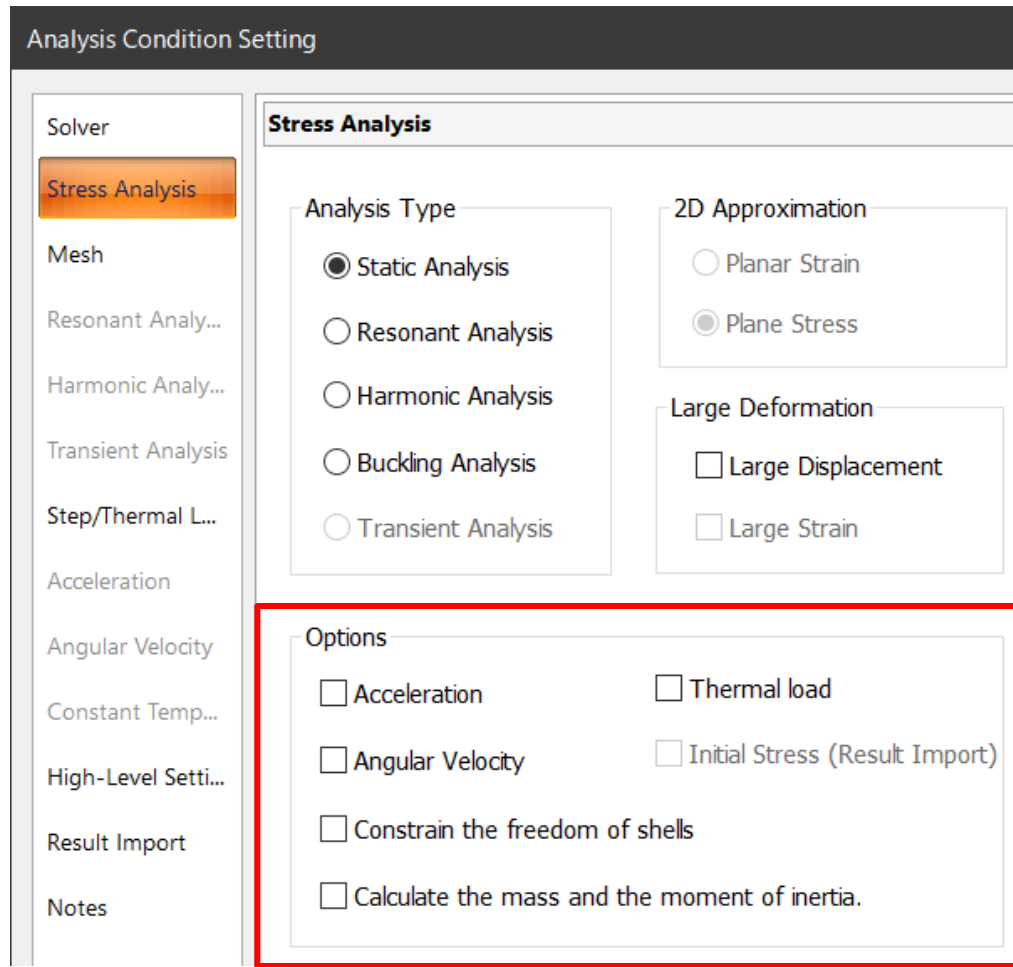 Analysis Condition Setting
Solver
Stress Analysis
Mesh
Resonant Analy...
Harmonic Analy...
Transient Analysis
Step/Thermal L...
Acceleration
Angular Velocity
Constant Temp...
High-Level Setti...
Result Import
Notes
Stress Analysis
Analysis Type
Static Analysis
Resonant Analysis
Harmonic Analysis
Buckling Analysis
Transient Analysis
2D Approximation
Planar Strain
Plane Stress
Large Deformation
Large Displacement
Large Strain
Options
Acceleration
Thermal load
Angular Velocity
Initial Stress (Result Import)
Constrain the freedom of shells
Calculate the mass and the moment of inertia.